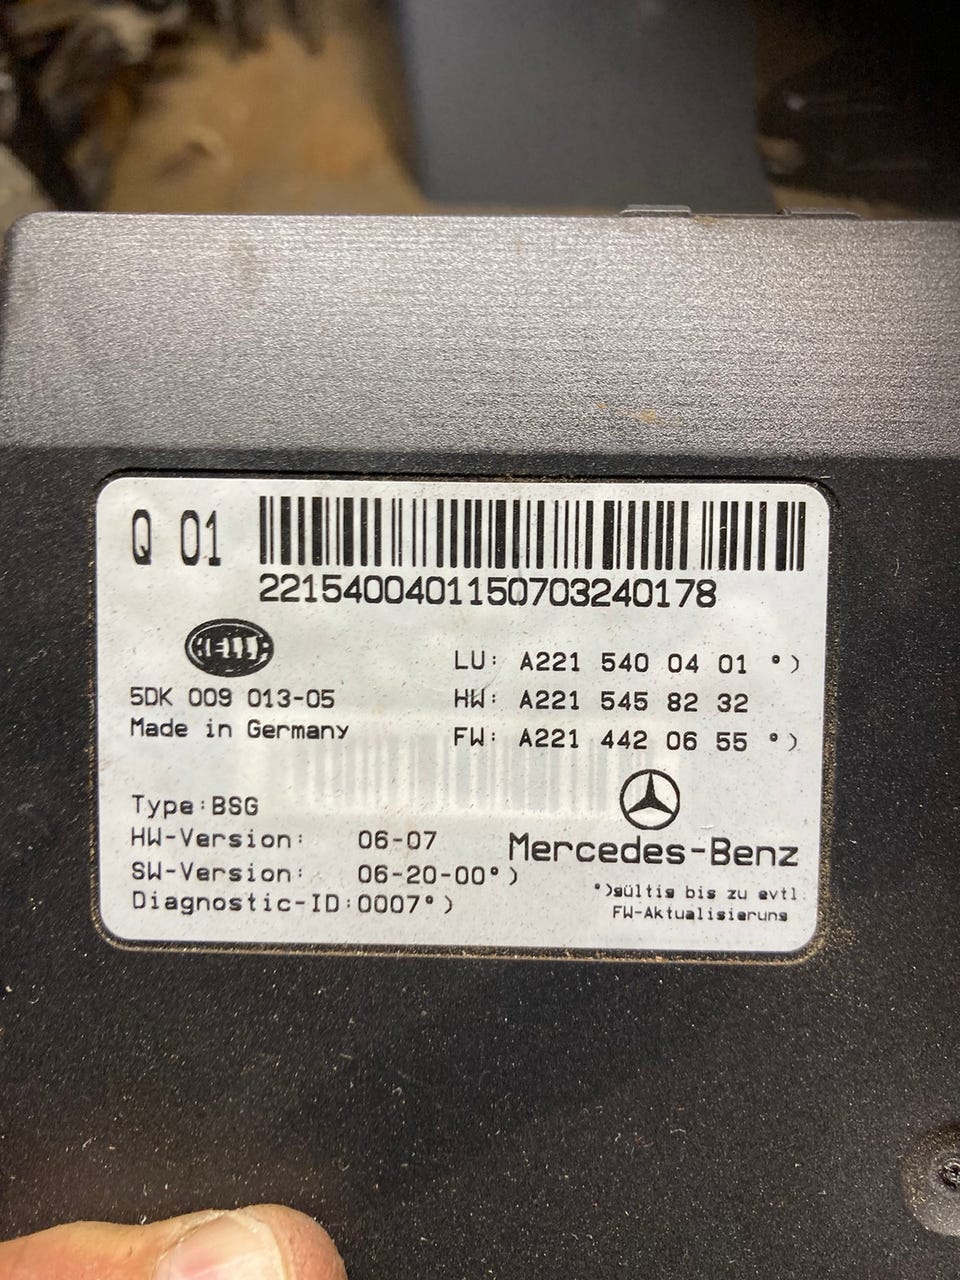 Q 01
2215400401150703240178
5DK 009 013-05
Made in Germany
LU: A221 540 04 01 *)
HW: A221 545 82 32
FW: A221 442 06 55 *)
Type:BSG
HW-Version: 06-07
SW-Version: 06-20-00*)
Diagnostic-ID:0007*)
Mercedes-Benz
*)gültig bis zu evtl.
FW-Aktualisierung